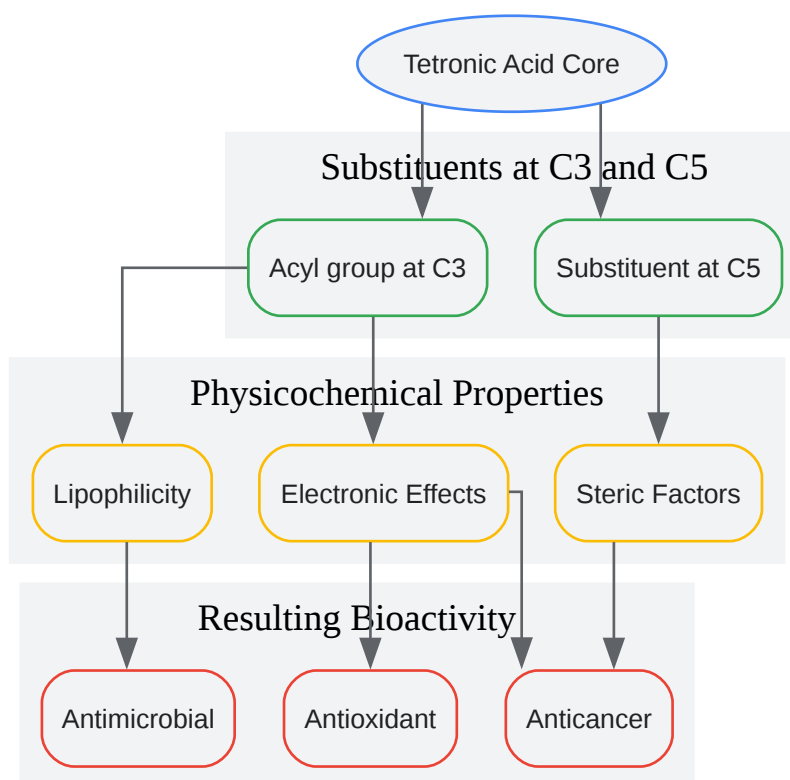 Tetronic Acid Core
Substituents at C3 and C5
Acyl group at C3
Substituent at C5
Physicochemical Properties
Lipophilicity
Electronic Effects
Steric Factors
Resulting Bioactivity
Antimicrobial
Antioxidant
Anticancer